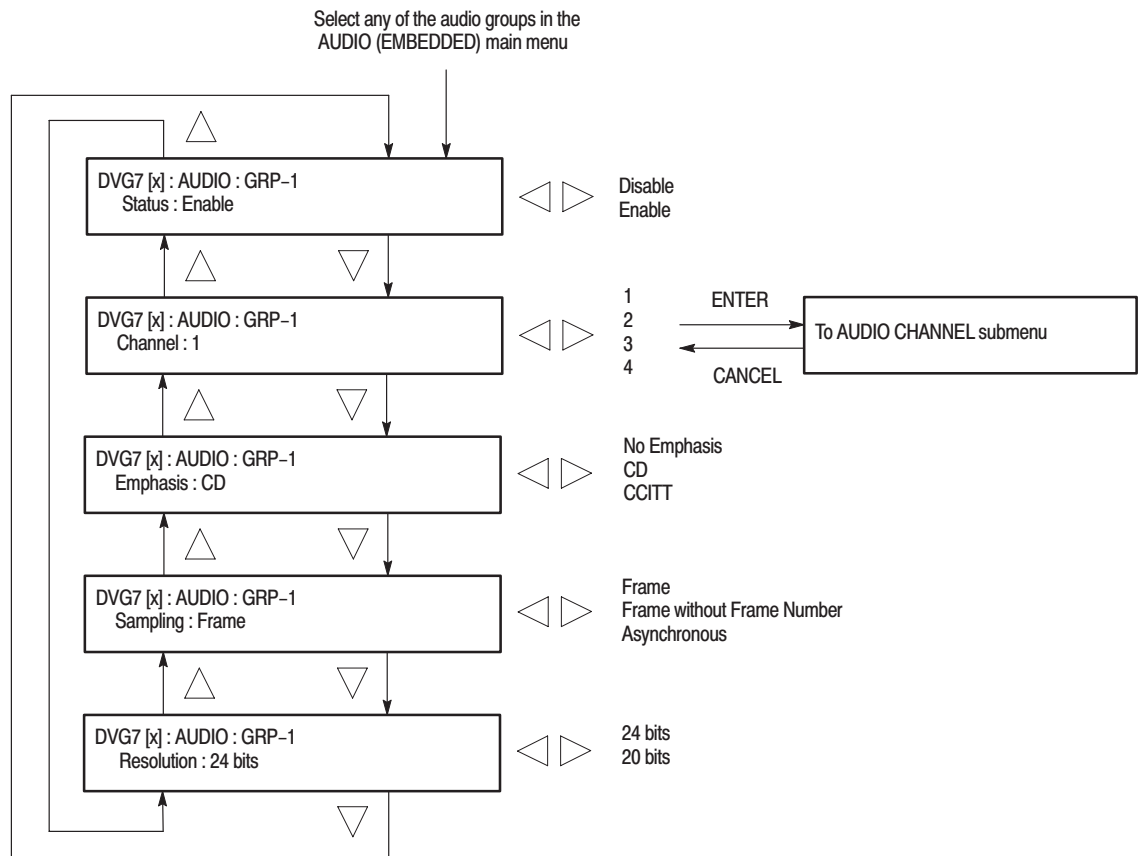 Select any of the audio groups in the
AUDIO (EMBEDDED) main menu
DVG7 [x] : AUDIO : GRP−1
Status : Enable
Disable
Enable
DVG7 [x] : AUDIO : GRP−1
Channel : 1
1
2
3
4
ENTER
CANCEL
To AUDIO CHANNEL submenu
DVG7 [x] : AUDIO : GRP−1
Emphasis : CD
No Emphasis
CD
CCITT
DVG7 [x] : AUDIO : GRP−1
Sampling : Frame
Frame
Frame without Frame Number
Asynchronous
DVG7 [x] : AUDIO : GRP−1
Resolution : 24 bits
24 bits
20 bits